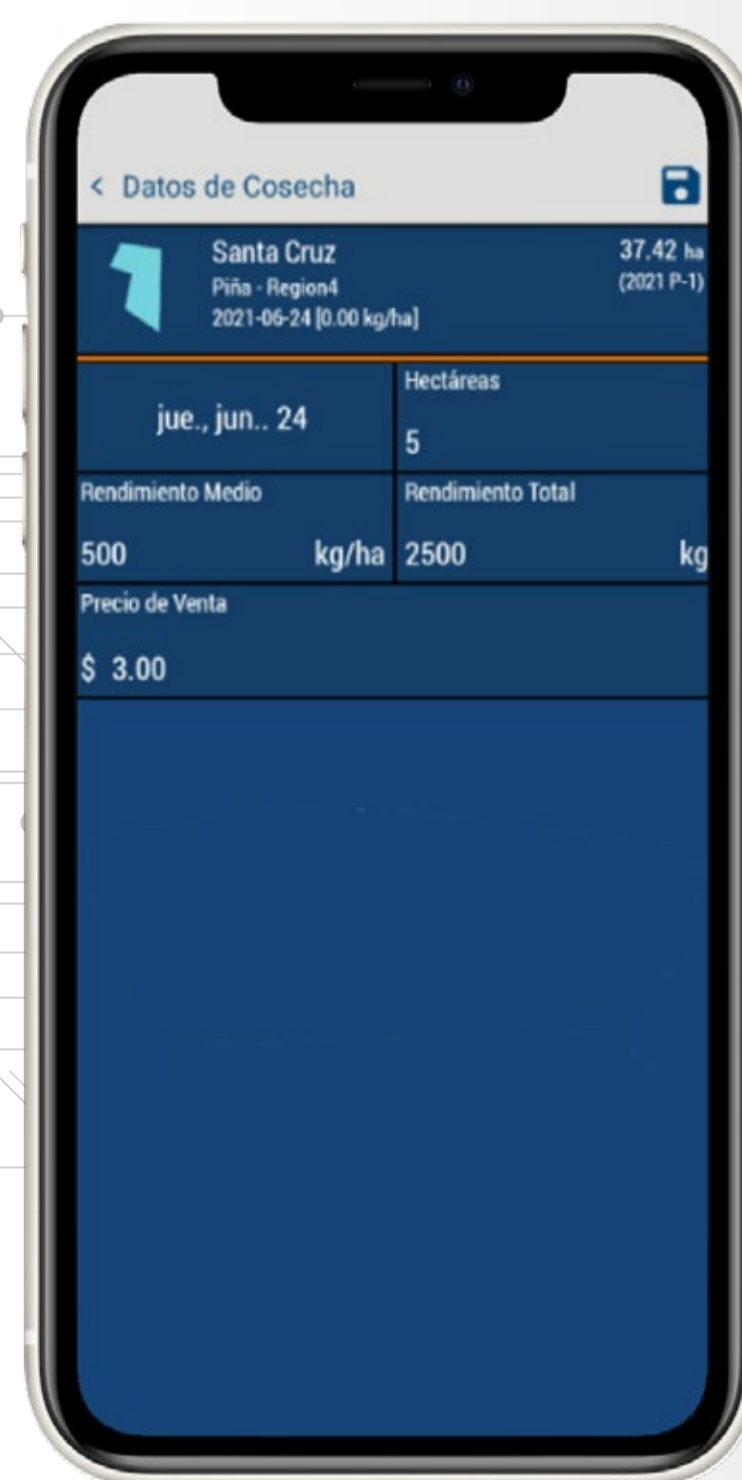 < Datos de Cosecha
Santa Cruz
37.42 ha
Piña - Region4
(2021 P-1)
2021-06-24 [0.00 kg/ha]
jue., jun.. 24
Hectáreas
5
Rendimiento Medio
500 kg/ha
Rendimiento Total
2500 kg
Precio de Venta
$ 3.00